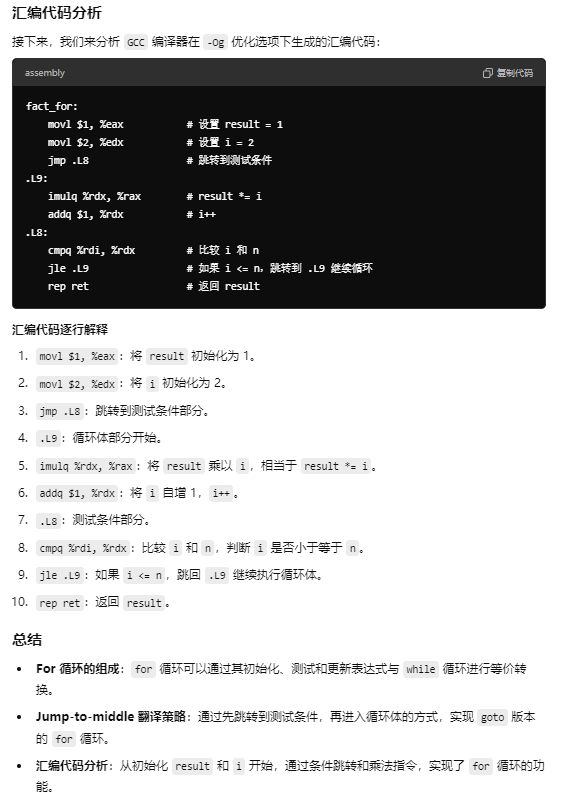 汇编代码分析
接下来，我们来分析 GCC 编译器在 -Og 优化选项下生成的汇编代码：
assembly 复制代码
fact_for:
    movl $1, %eax          # 设置 result = 1
    movl $2, %edx          # 设置 i = 2
    jmp .L8                # 跳转到测试条件
.L9:
    imulq %rdx, %rax       # result *= i
    addq $1, %rdx          # i++
.L8:
    cmpq %rdi, %rdx        # 比较 i 和 n
    jle .L9                # 如果 i <= n，跳转到 .L9 继续循环
    rep ret                # 返回 result
汇编代码逐行解释
1. movl $1, %eax：将 result 初始化为 1。
2. movl $2, %edx：将 i 初始化为 2。
3. jmp .L8：跳转到测试条件部分。
4. .L9：循环体部分开始。
5. imulq %rdx, %rax：将 result 乘以 i，相当于 result *= i。
6. addq $1, %rdx：将 i 自增 1，i++。
7. .L8：测试条件部分。
8. cmpq %rdi, %rdx：比较 i 和 n，判断 i 是否小于等于 n。
9. jle .L9：如果 i <= n，跳回 .L9 继续执行循环体。
10. rep ret：返回 result。
总结
• For 循环的组成：for 循环可以通过其初始化、测试和更新表达式与 while 循环进行等价转
换。
• Jump-to-middle 翻译策略：通过先跳转到测试条件，再进入循环体的方式，实现 goto 版本
的 for 循环。
• 汇编代码分析：从初始化 result 和 i 开始，通过条件跳转和乘法指令，实现了 for 循环的功
能。